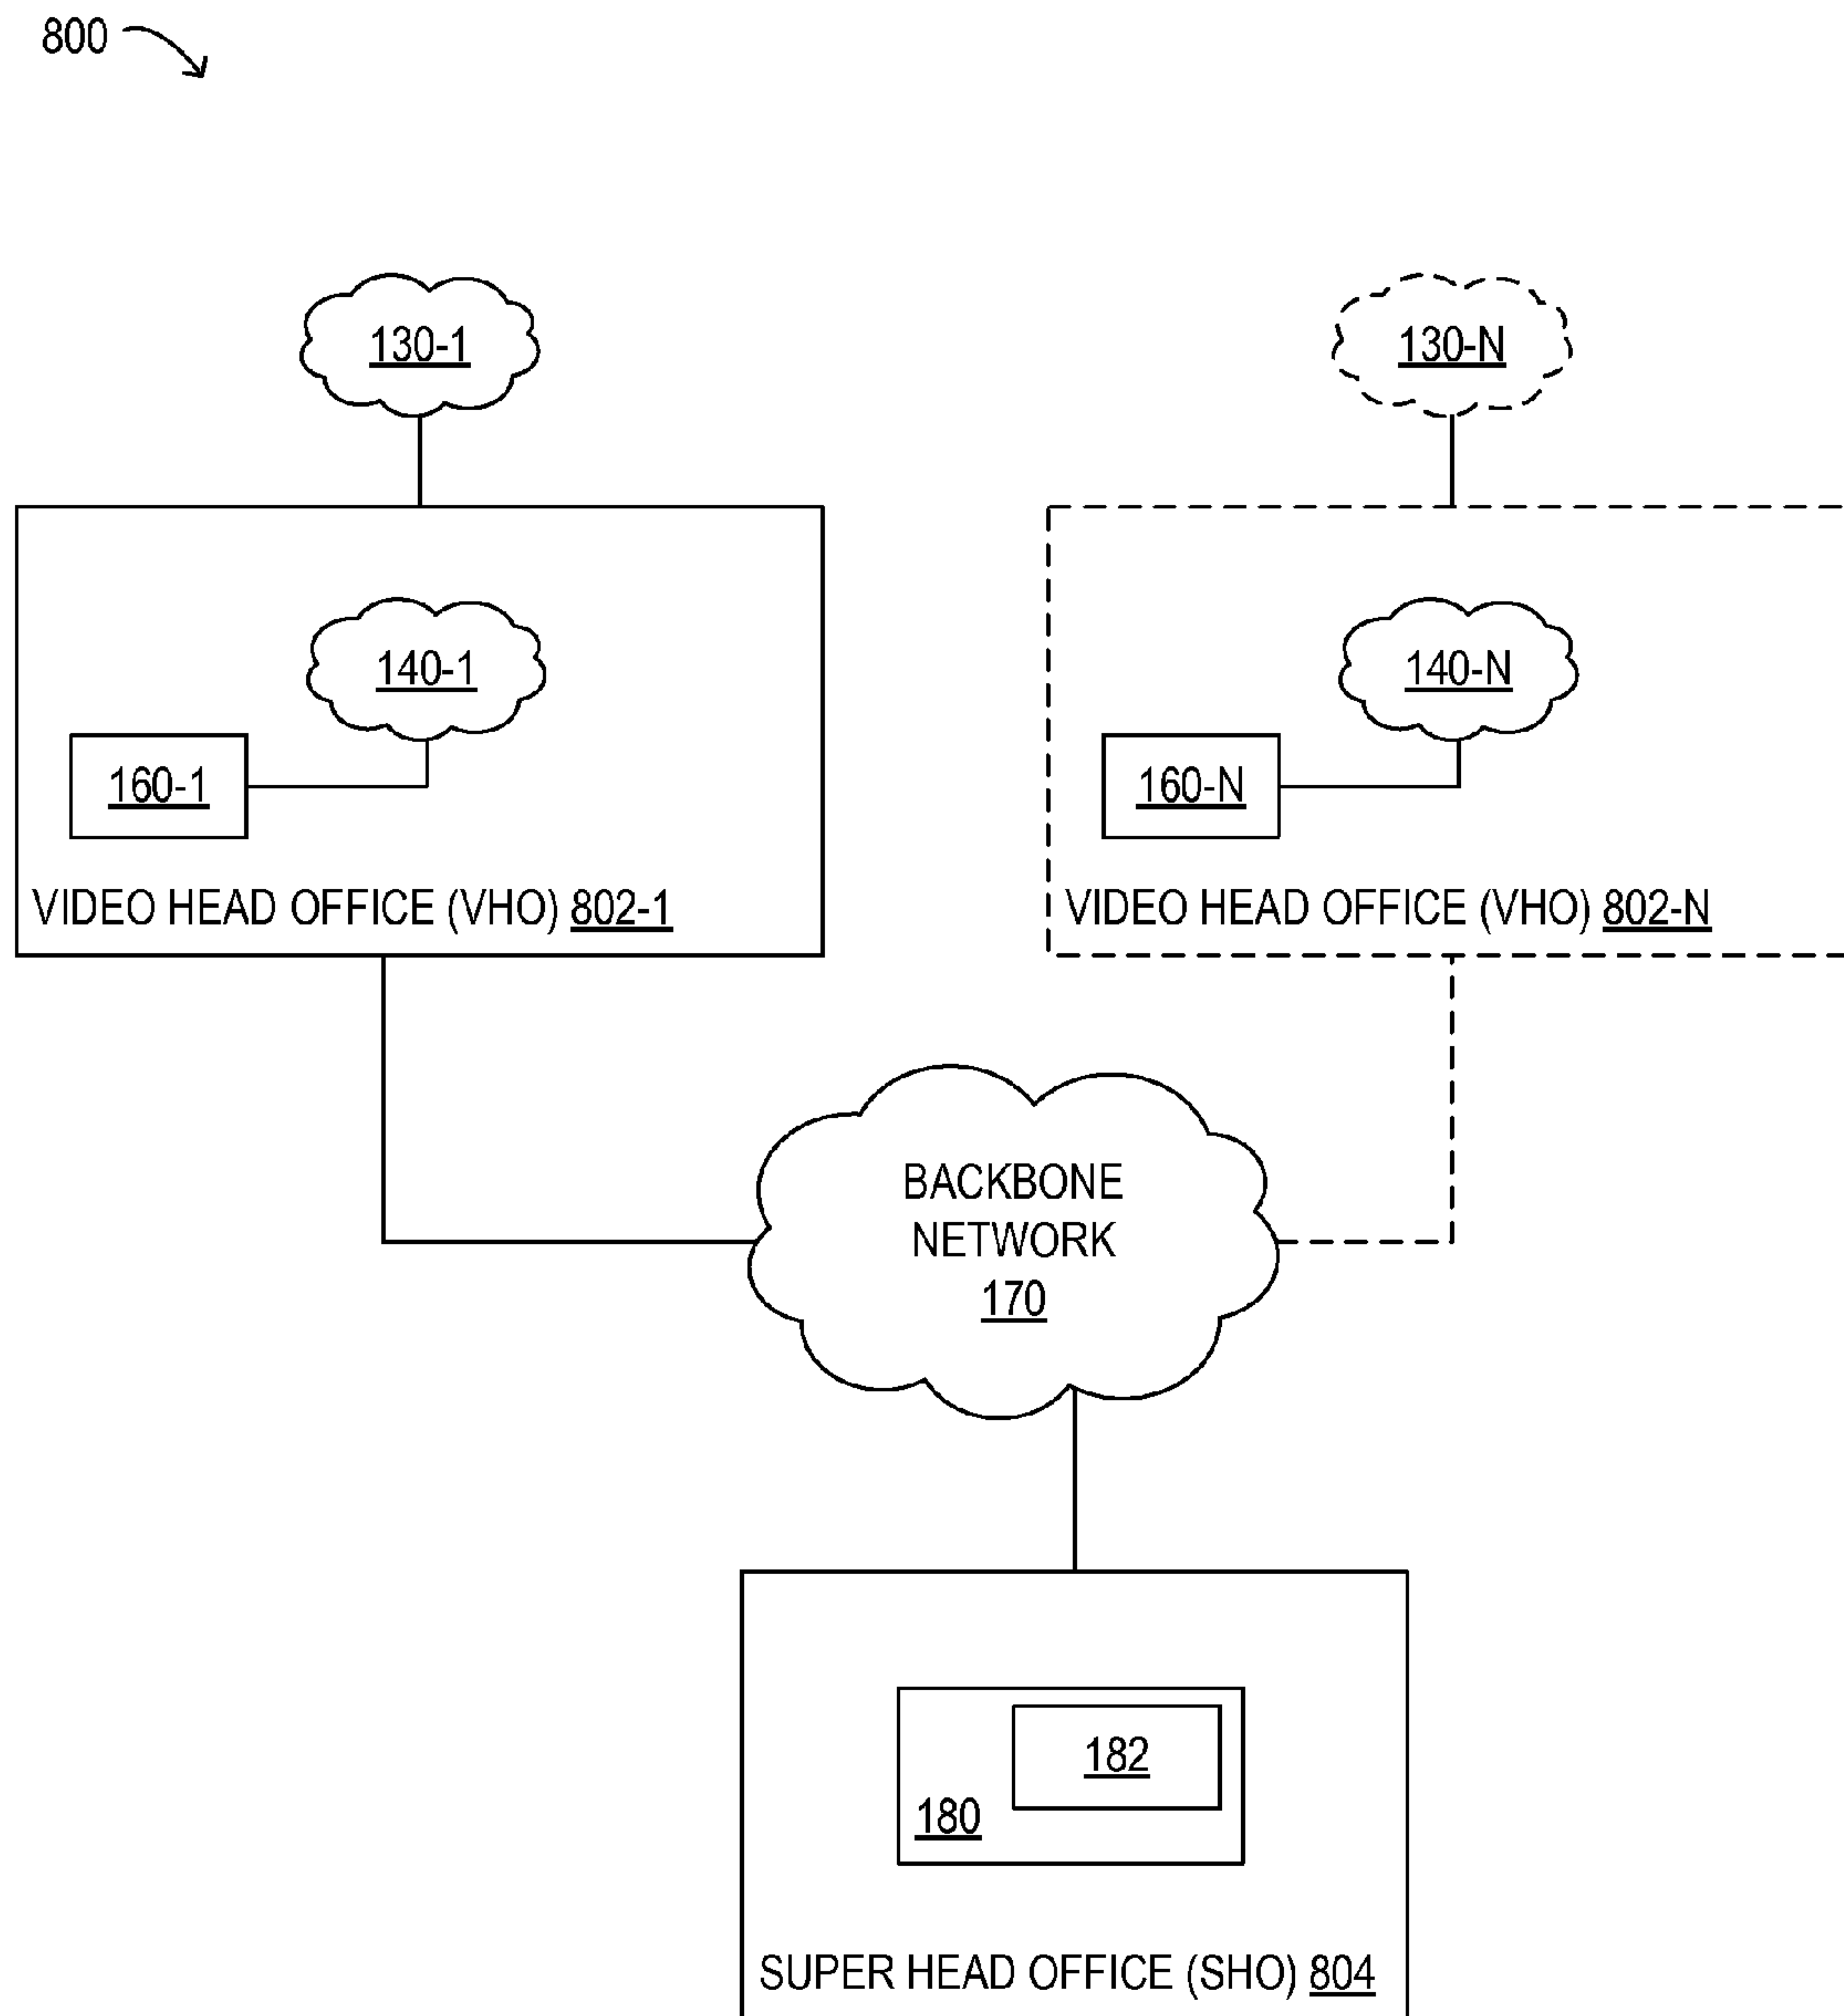 800
130-1
130-N
140-1
140-N
160-1
160-N
VIDEO HEAD OFFICE (VHO) 802-1
VIDEO HEAD OFFICE (VHO) 802-N
BACKBONE
NETWORK
170
182
180
SUPER HEAD OFFICE (SHO) 804